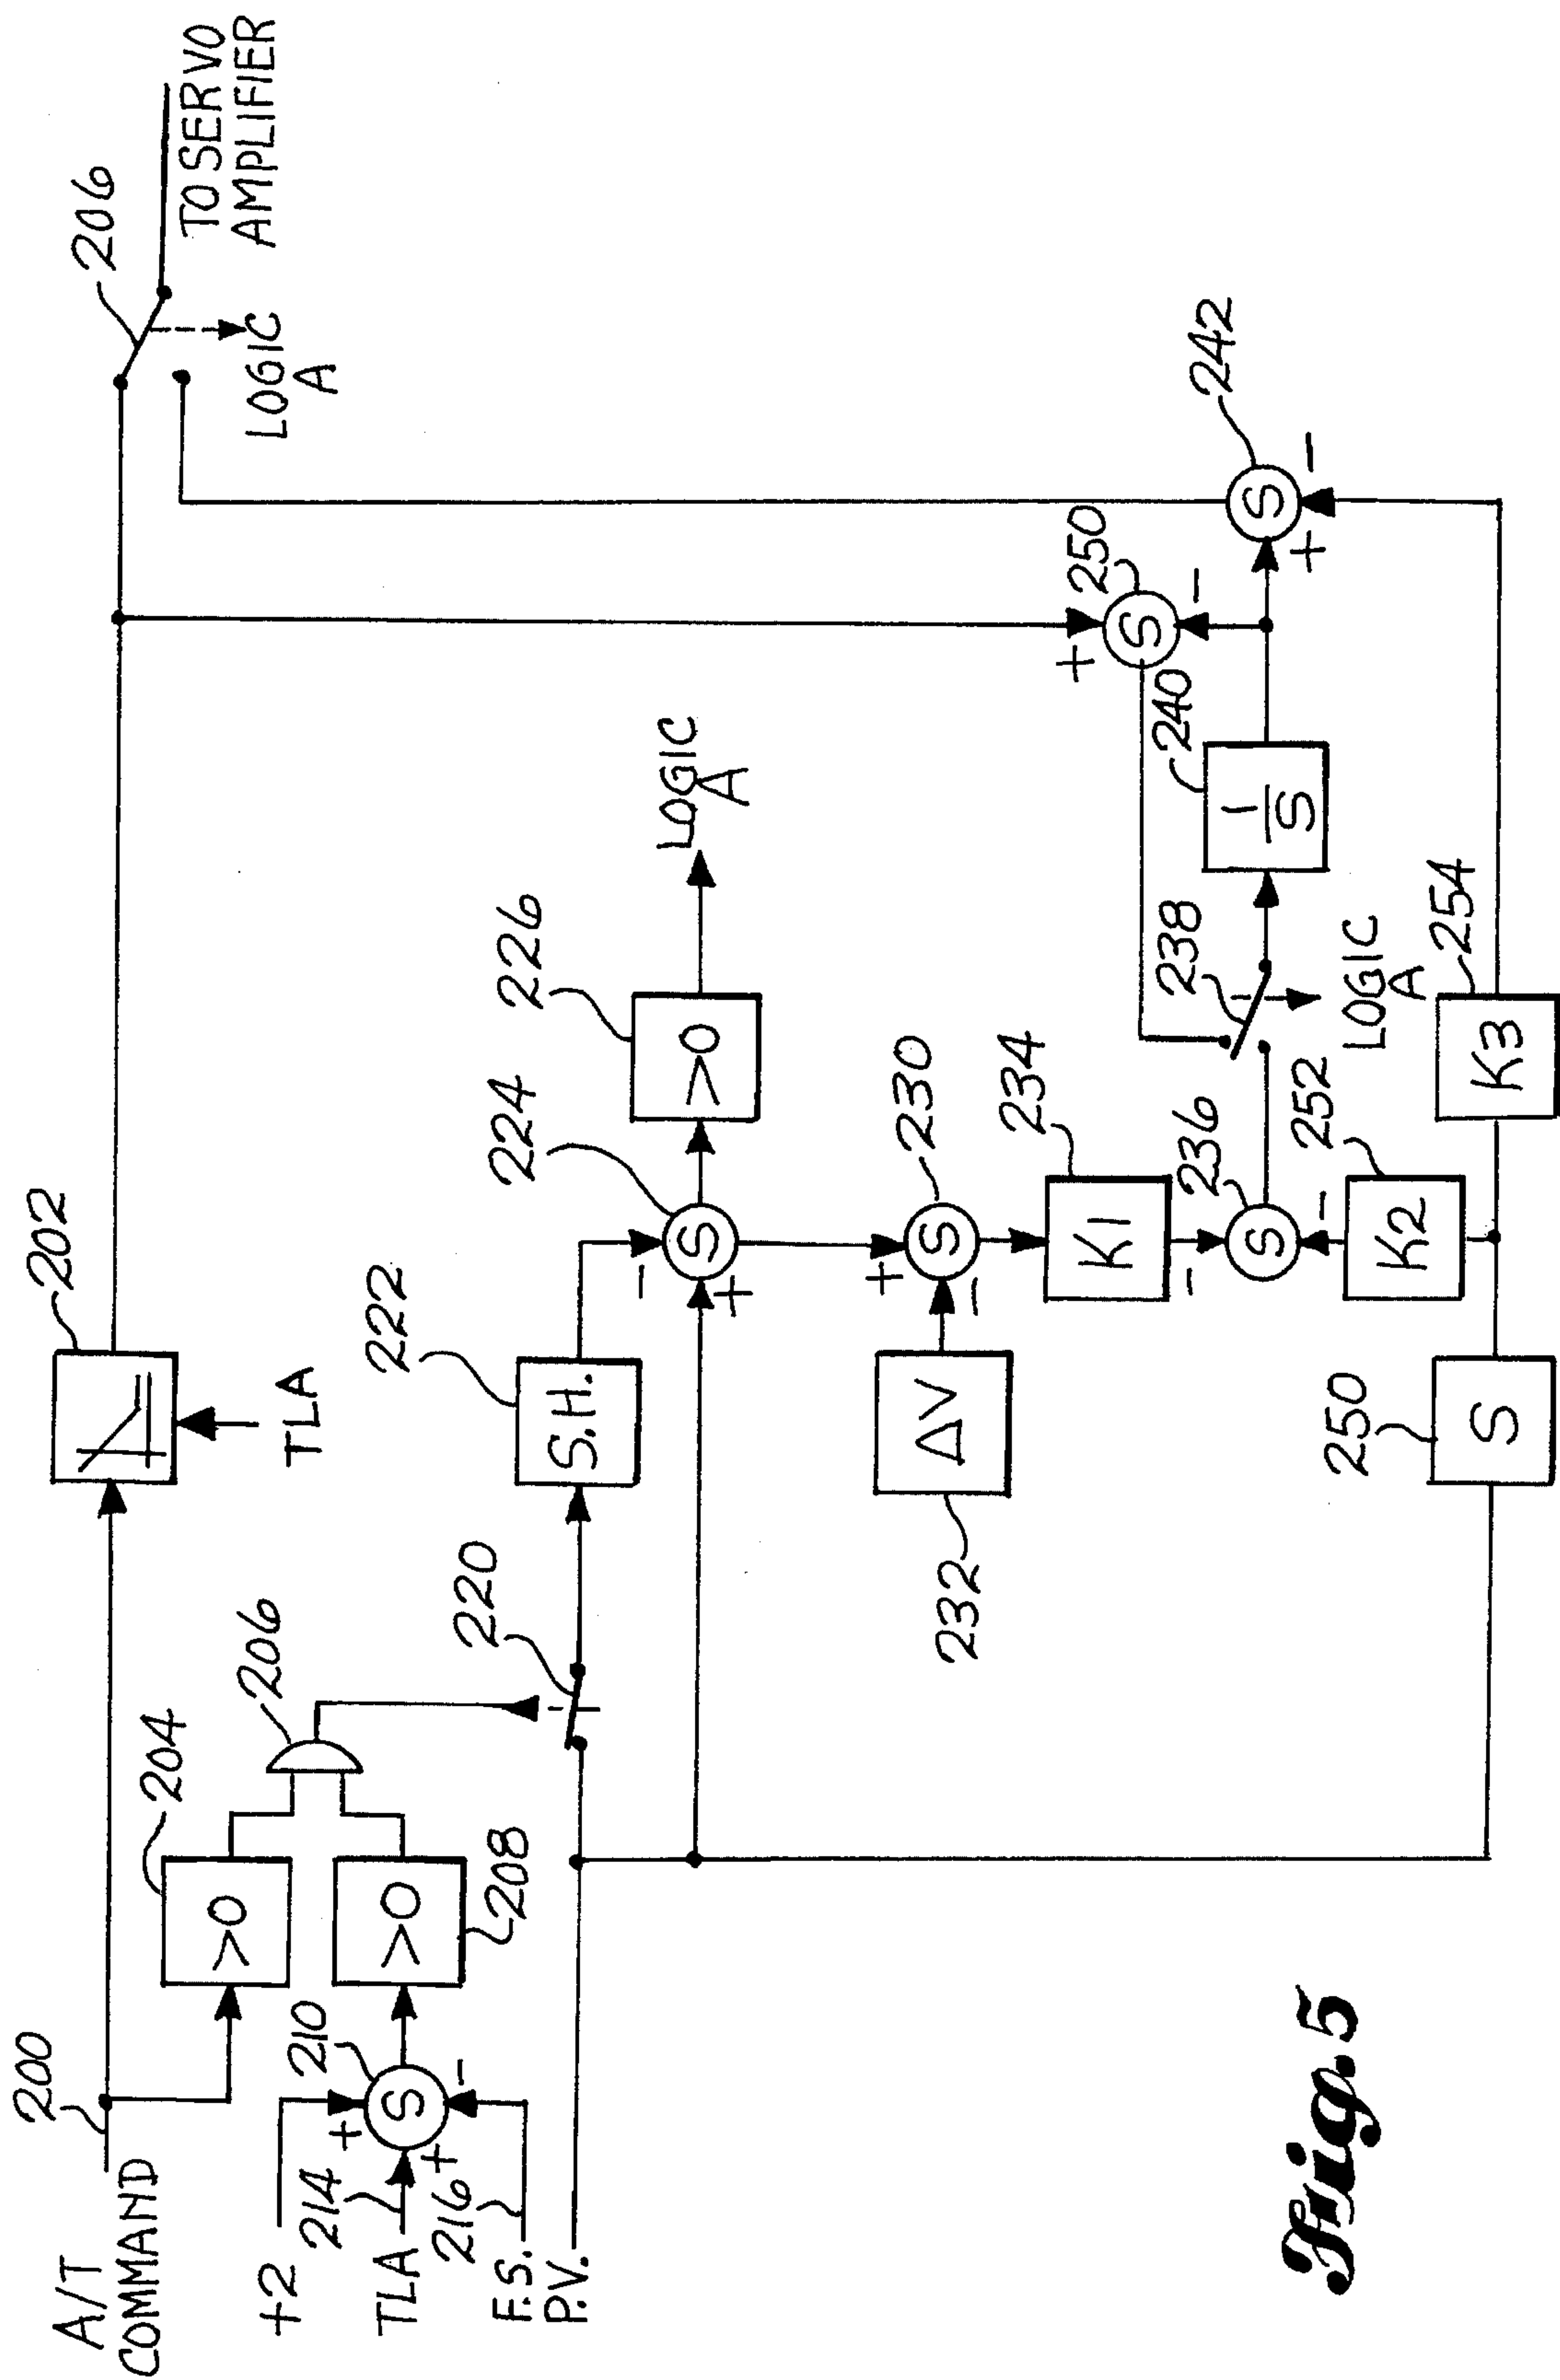 200
A/T
COMMAND
202
TLA
206
TO SERVO
AMPLIFIER
LOGIC
A
204
>0
206
+2
+
210
214
TLA
S
>0
208
+
216
-
F.S.
P.V.
220
222
S.H.
-
224
S
+
226
>0
LOGIC
A
232
ΔV
+
230
S
-
234
K1
-
236
S
-
252
K2
238
LOGIC
A
240
1
S
+
250
S
-
242
S
+
-
250
S
254
K3
Fig. 5